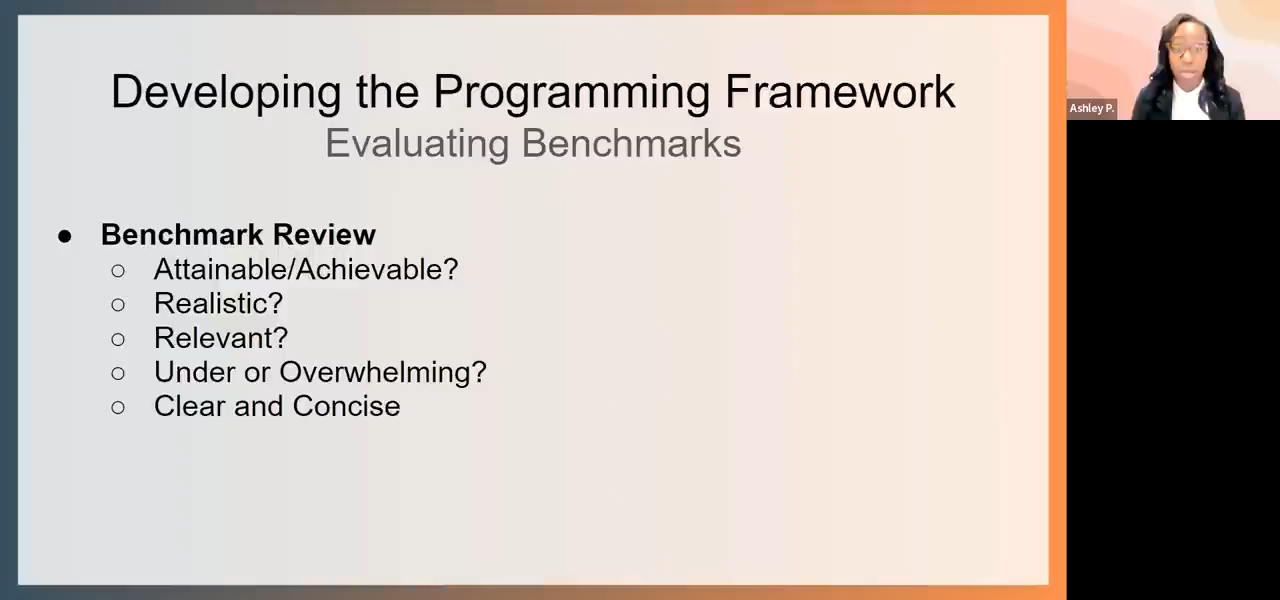 Developing the Programming Framework
Evaluating Benchmarks
● Benchmark Review
○ Attainable/Achievable?
○ Realistic?
○ Relevant?
○ Under or Overwhelming?
○ Clear and Concise
Ashley P.